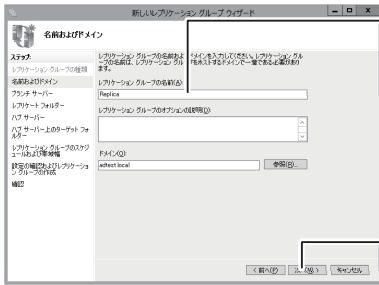 新しいレプリケーション グループ ウィザード
名前およびドメイン
ステップ:
レプリケーション グループの種類
名前およびドメイン
ブランチ サーバー
レプリケート フォルダー
ハブ サーバー
ハブ サーバー上のターゲット フォ
ルダー
レプリケーション グループのスケジ
ュールおよび帯域幅
設定の確認およびレプリケーショ
ン グループの作成
確認
レプリケーション グループの名前およ ドメインを入力してください。レプリケーション グル
ープの名前は、レプリケーション グル をホストするドメインで一意である必要があり
ます。
レプリケーション グループの名前(A):
Replica
レプリケーション グループのオプションの説明(D):
ドメイン(O):
adtest.local
参照(R)...
< 前へ(P)
キャンセル